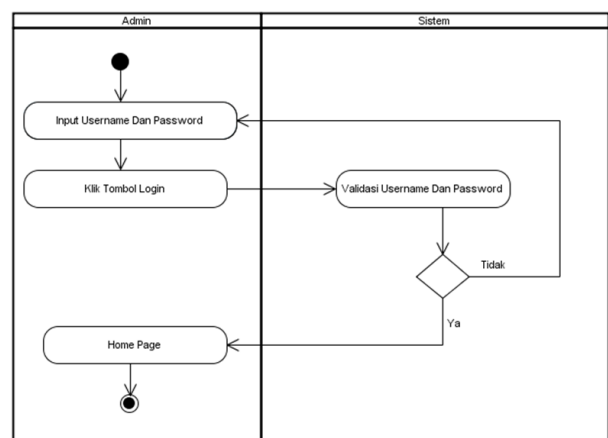 Admin
Sistem
Input Username Dan Password
Klik Tombol Login
Validasi Username Dan Password
Tidak
Ya
Home Page